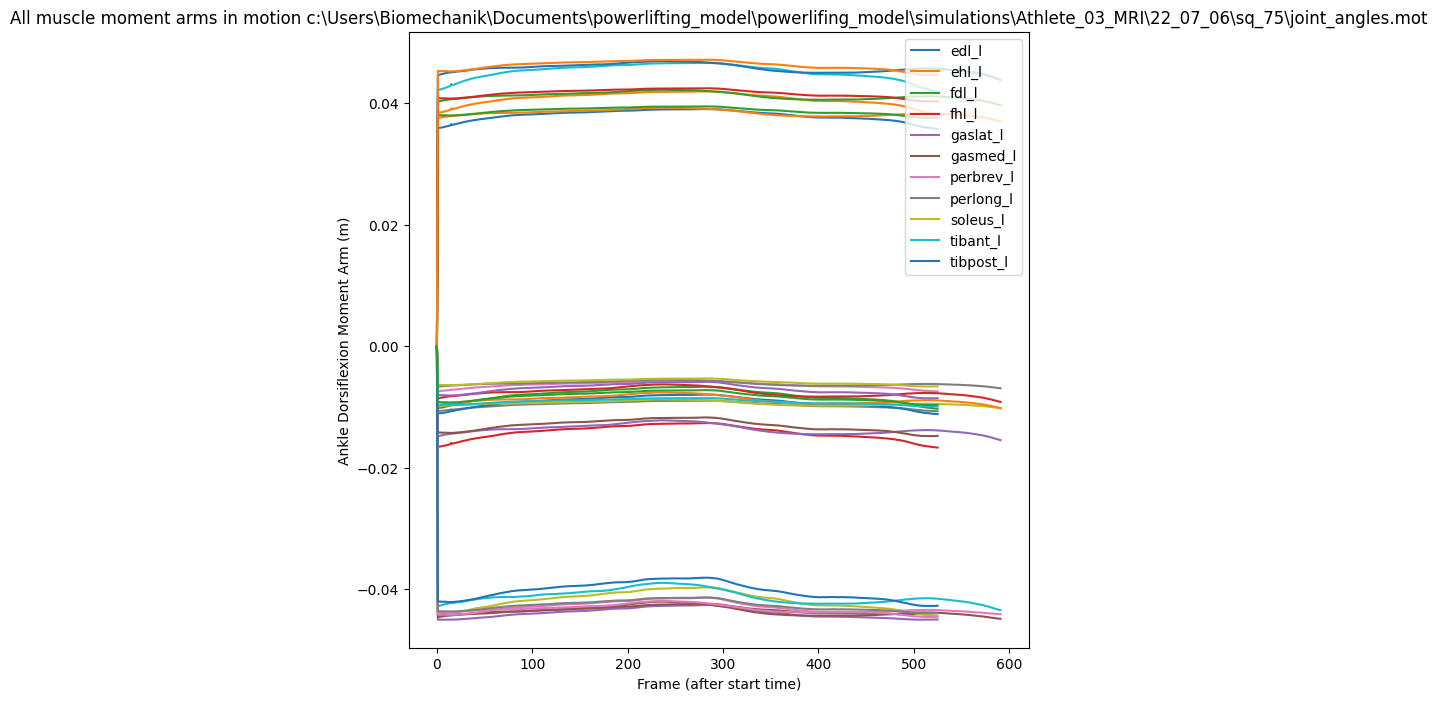 All muscle moment arms in motion c:\Users\Biomechanik\Documents\powerlifting_model\powerlifing_model\simulations\Athlete_03_MRI\22_07_06\sq_75\joint_angles.mot
edl_l
ehl_l
fdl_l
fhl_l
gaslat_l
gasmed_l
perbrev_l
perlong_l
soleus_l
tibant_l
tibpost_l
Ankle Dorsiflexion Moment Arm (m)
0.04
0.02
0.00
−0.02
−0.04
0 100 200 300 400 500 600
Frame (after start time)